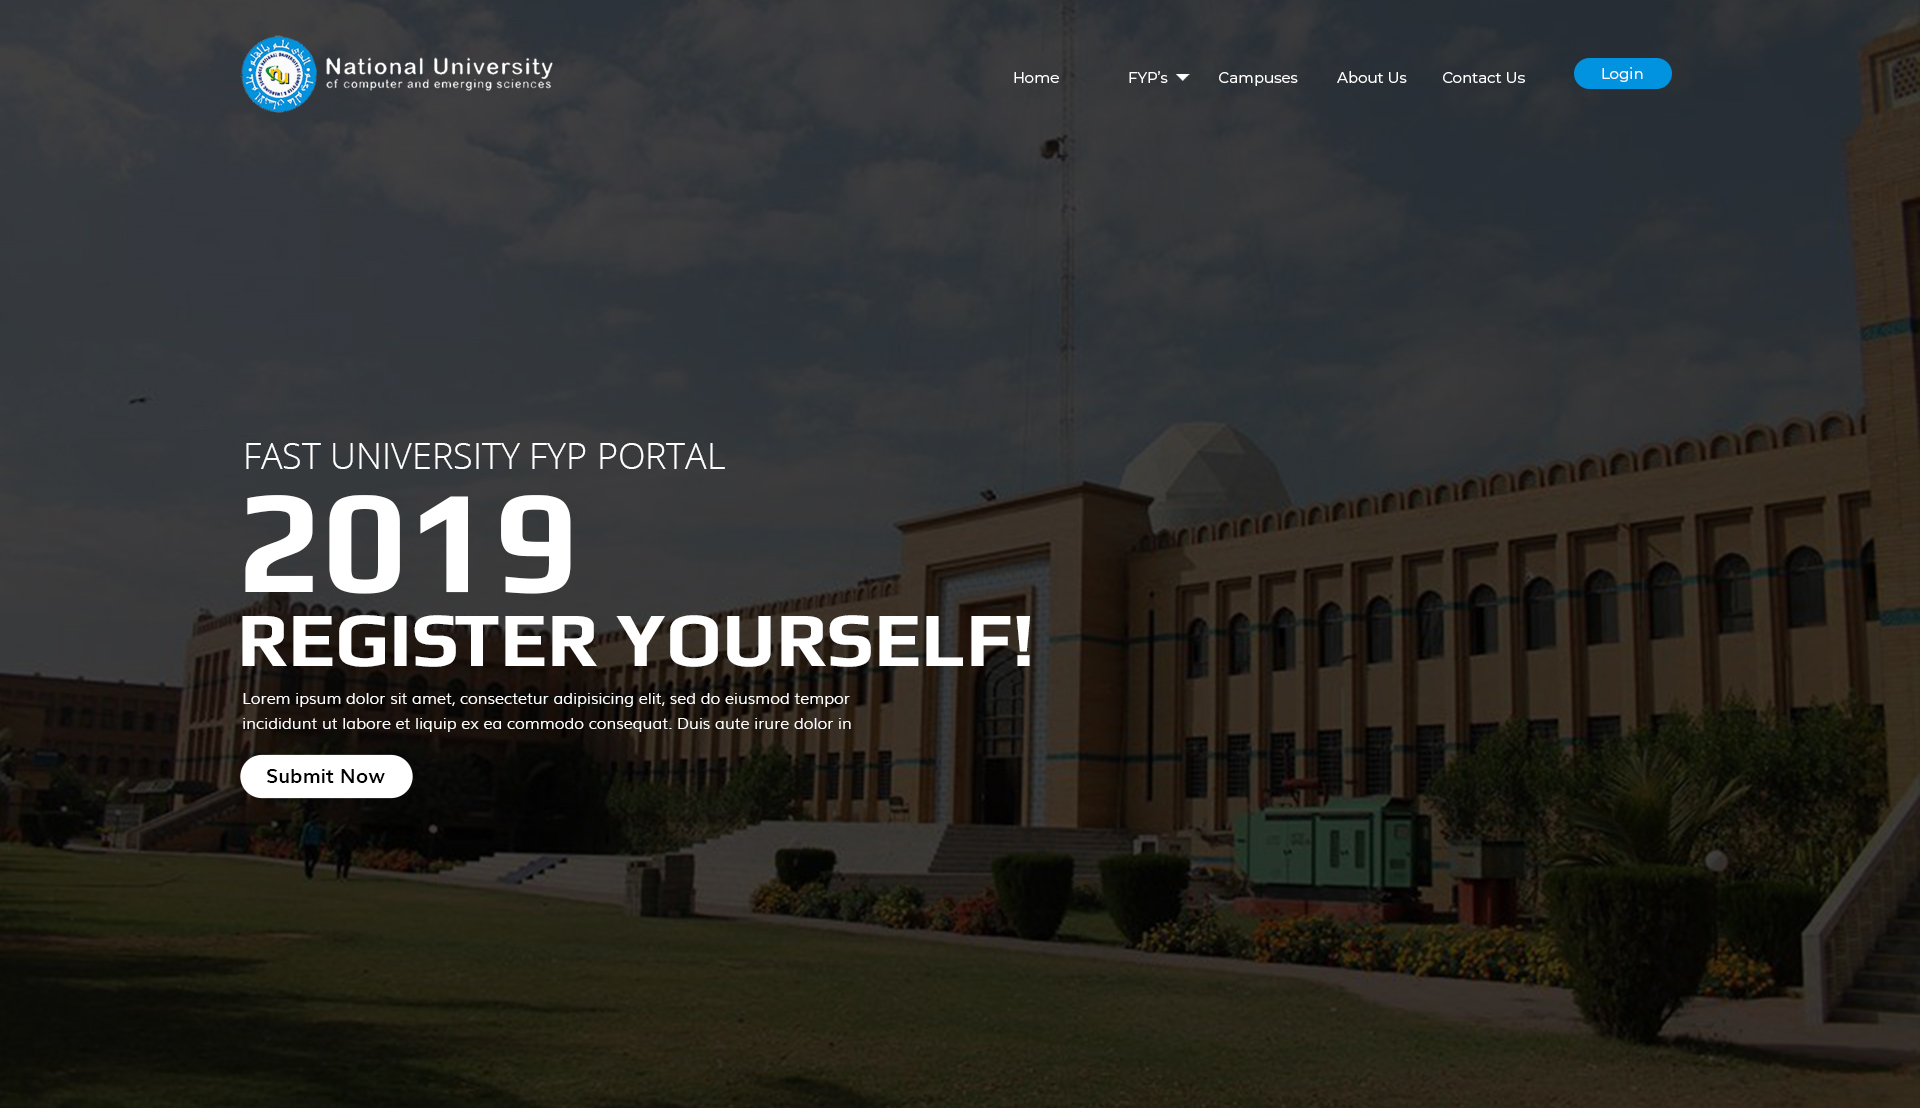 National University
of computer and emerging sciences
Home
FYP's
Campuses
About Us
Contact Us
Login
FAST UNIVERSITY FYP PORTAL
2019
REGISTER YOURSELF!
Lorem ipsum dolor sit amet, consectetur adipisicing elit, sed do eiusmod tempor
incididunt ut labore et liquip ex ea commodo consequat. Duis aute irure dolor in
Submit Now